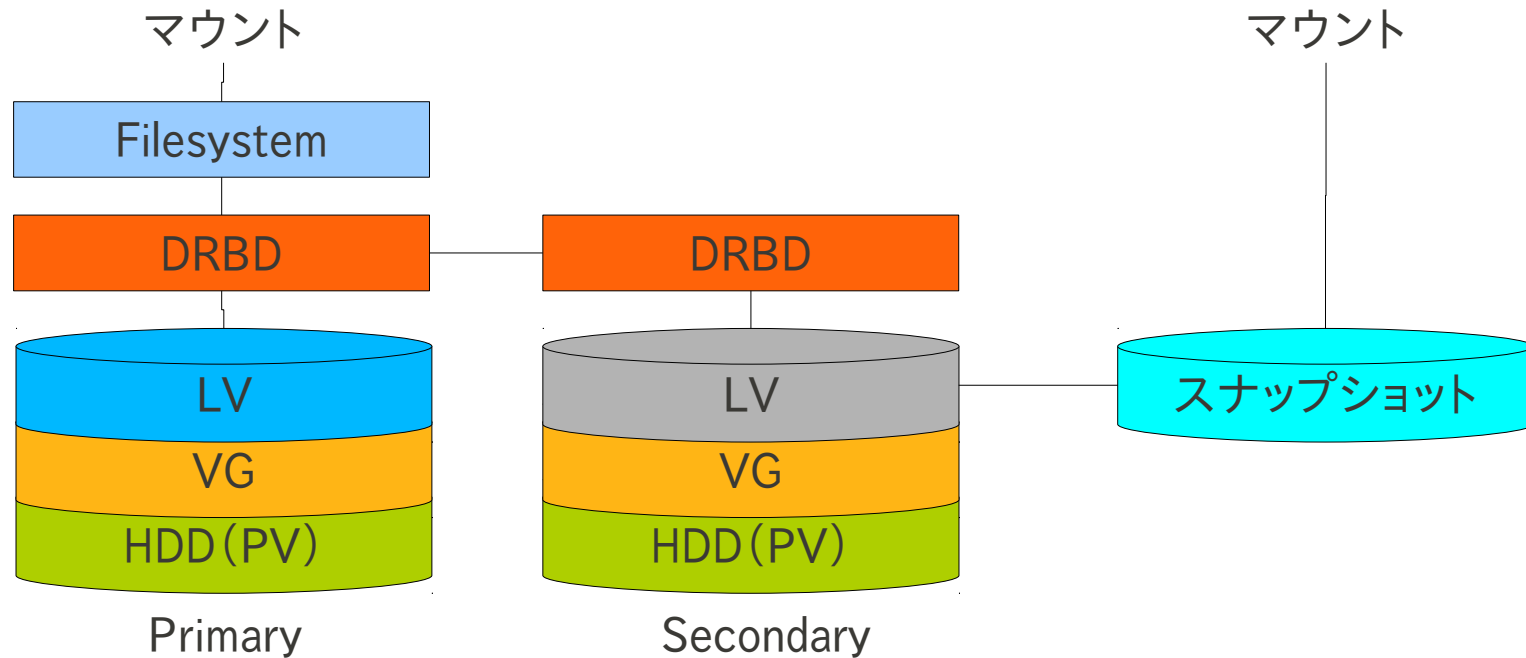 マウント
マウント
Filesystem
DRBD
DRBD
LV
LV
スナップショット
VG
VG
HDD(PV)
HDD(PV)
Primary
Secondary